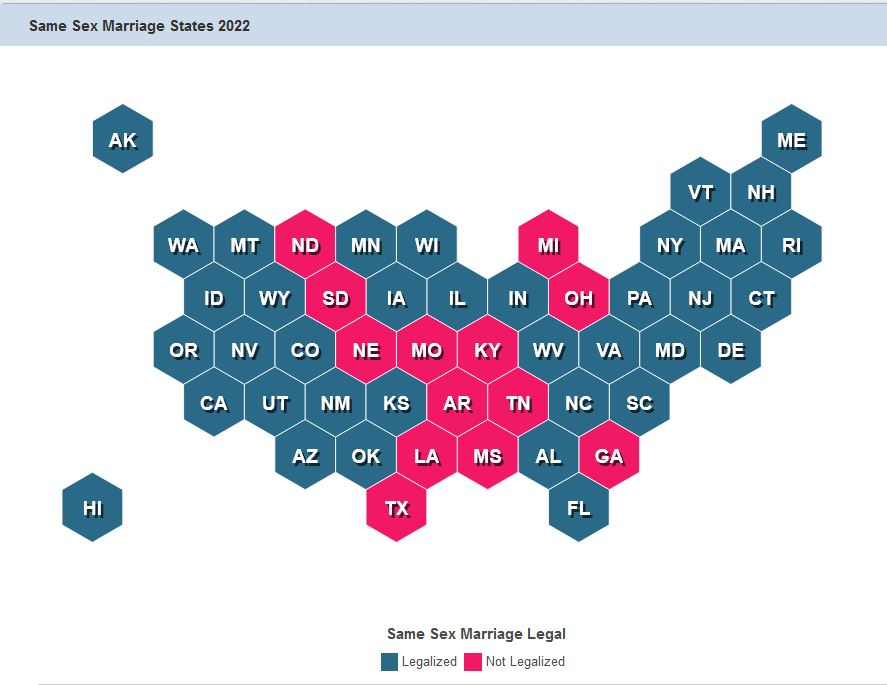 Same Sex Marriage States 2022
AK
ME
VT NH
WA MT ND MN WI MI NY MA RI
ID WY SD IA IL IN OH PA NJ CT
OR NV CO NE MO KY WV VA MD DE
CA UT NM KS AR TN NC SC
AZ OK LA MS AL GA
HI TX FL
Same Sex Marriage Legal
Legalized Not Legalized